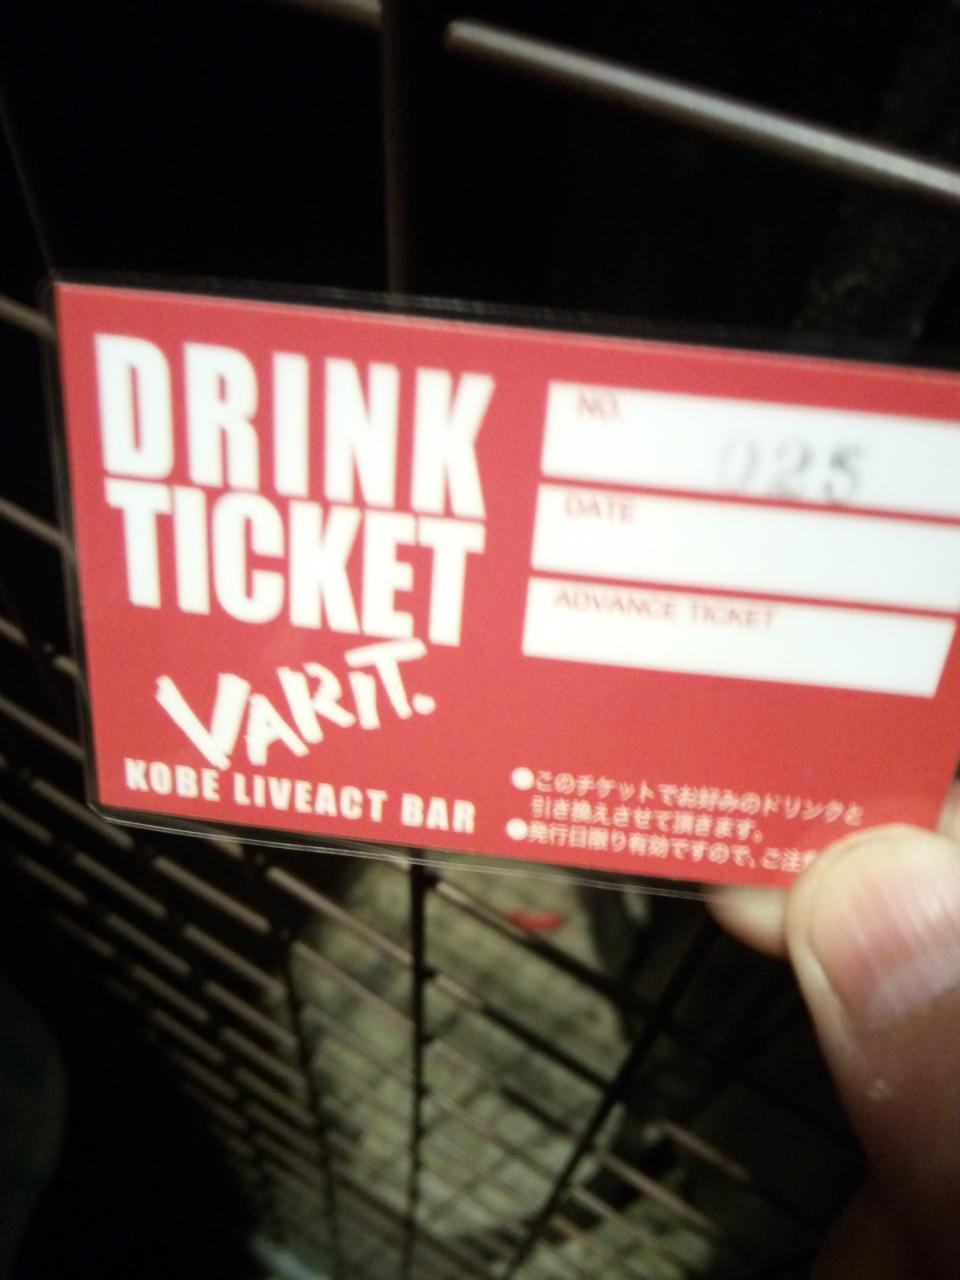 DRINK
TICKET
VARIT.
KOBE LIVEACT BAR
NO.
025
DATE
ADVANCE TICKET
●このチケットでお好みのドリンクと
引き換えさせて頂きます。
●発行日限り有効ですので、ご注